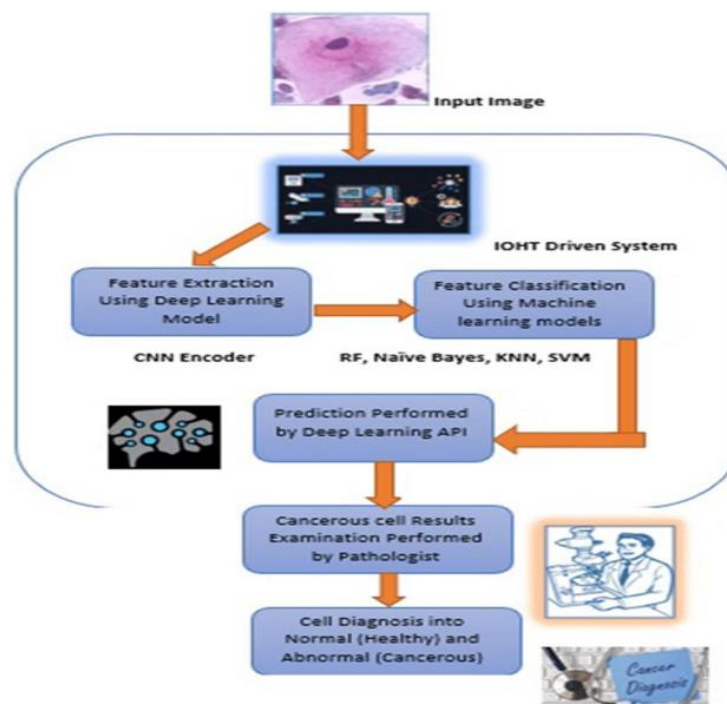 Input Image
IOHT Driven System
Feature Extraction
Using Deep Learning
Model
Feature Classification
Using Machine
learning models
CNN Encoder
RF, Naïve Bayes, KNN, SVM
Prediction Performed
by Deep Learning API
Cancerous cell Results
Examination Performed
by Pathologist
Cell Diagnosis into
Normal (Healthy) and
Abnormal (Cancerous)
Cancer
Diagnosis